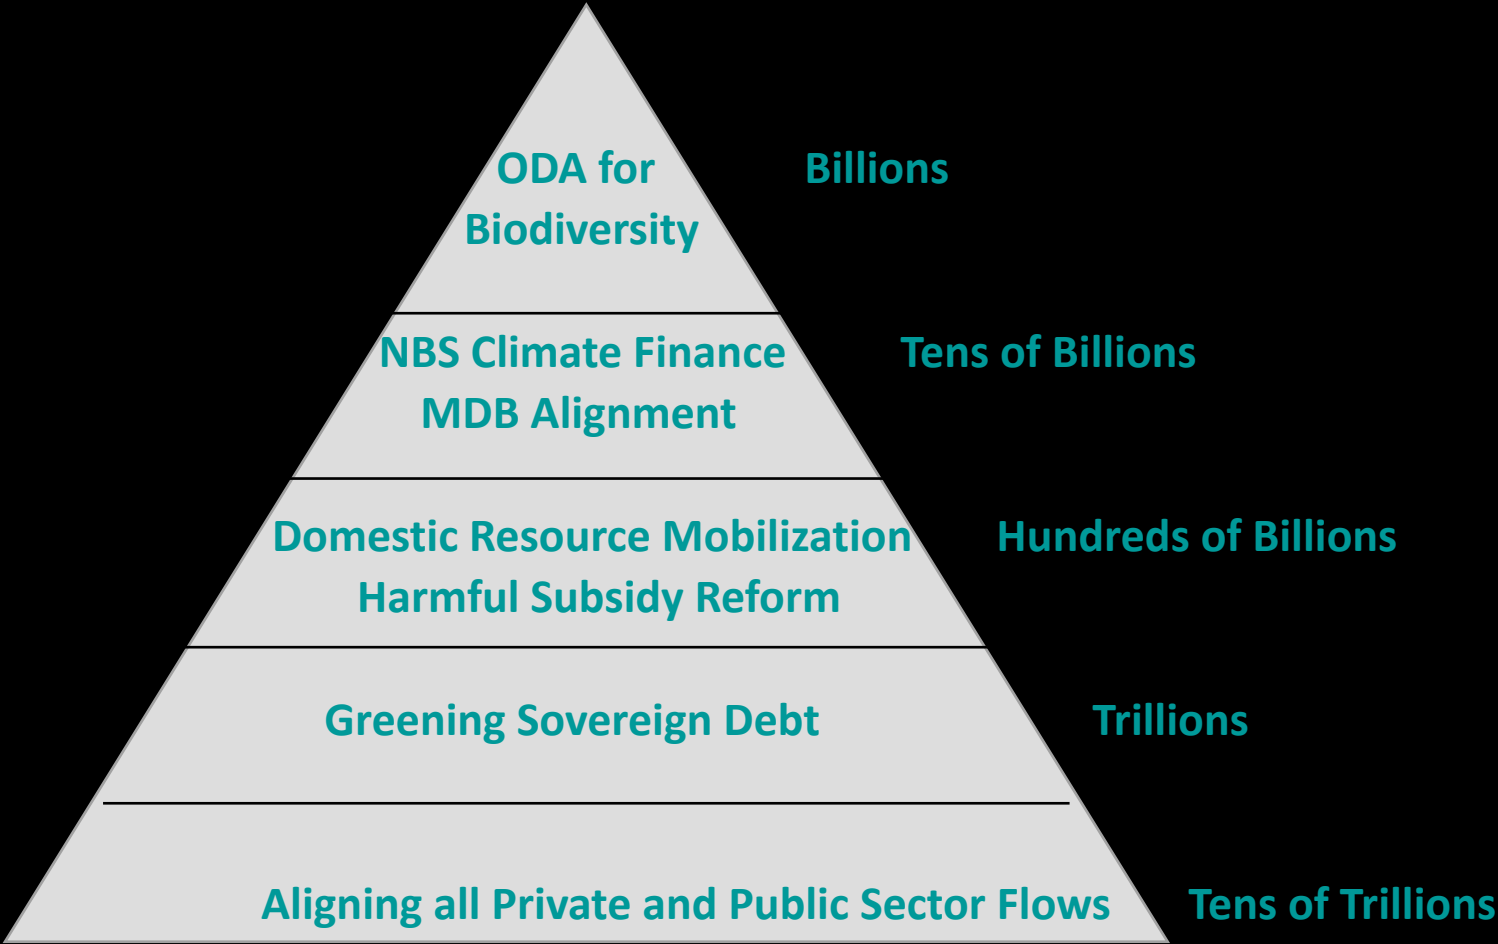 ODA for
Biodiversity
Billions
NBS Climate Finance
MDB Alignment
Tens of Billions
Domestic Resource Mobilization
Harmful Subsidy Reform
Hundreds of Billions
Greening Sovereign Debt
Trillions
Aligning all Private and Public Sector Flows
Tens of Trillions